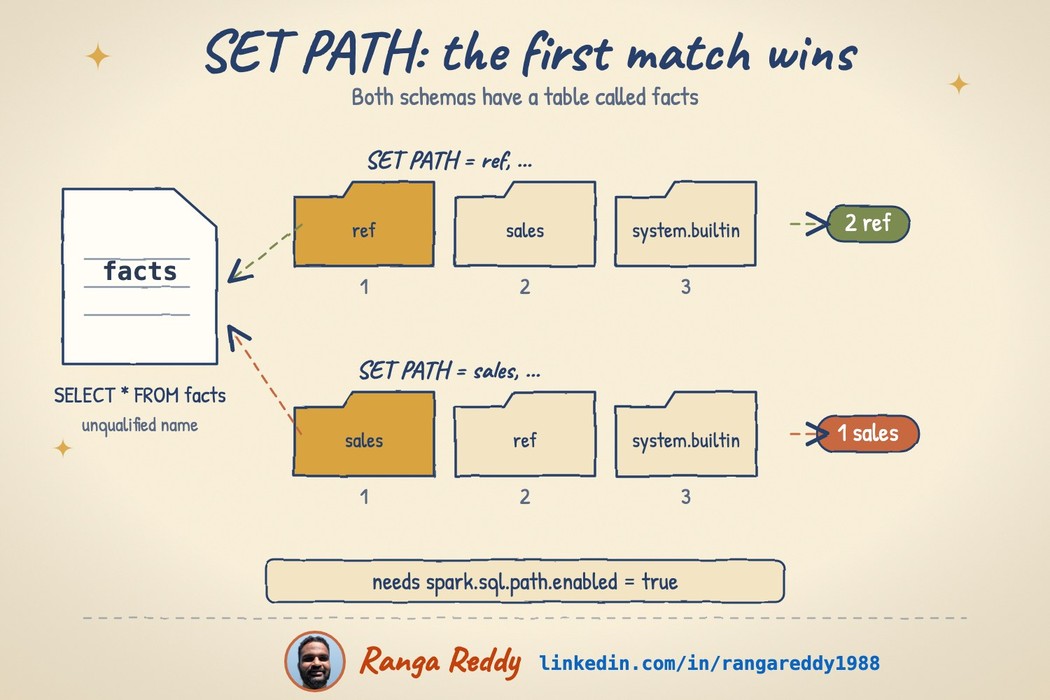 SET PATH: the first match wins
Both schemas have a table called facts
SET PATH = ref, ...
facts
SELECT * FROM facts
unqualified name
ref
sales
system.builtin
1
2
3
2 ref
SET PATH = sales, ...
sales
ref
system.builtin
1
2
3
1 sales
needs spark.sql.path.enabled = true
Ranga Reddy
linkedin.com/in/rangareddy1988